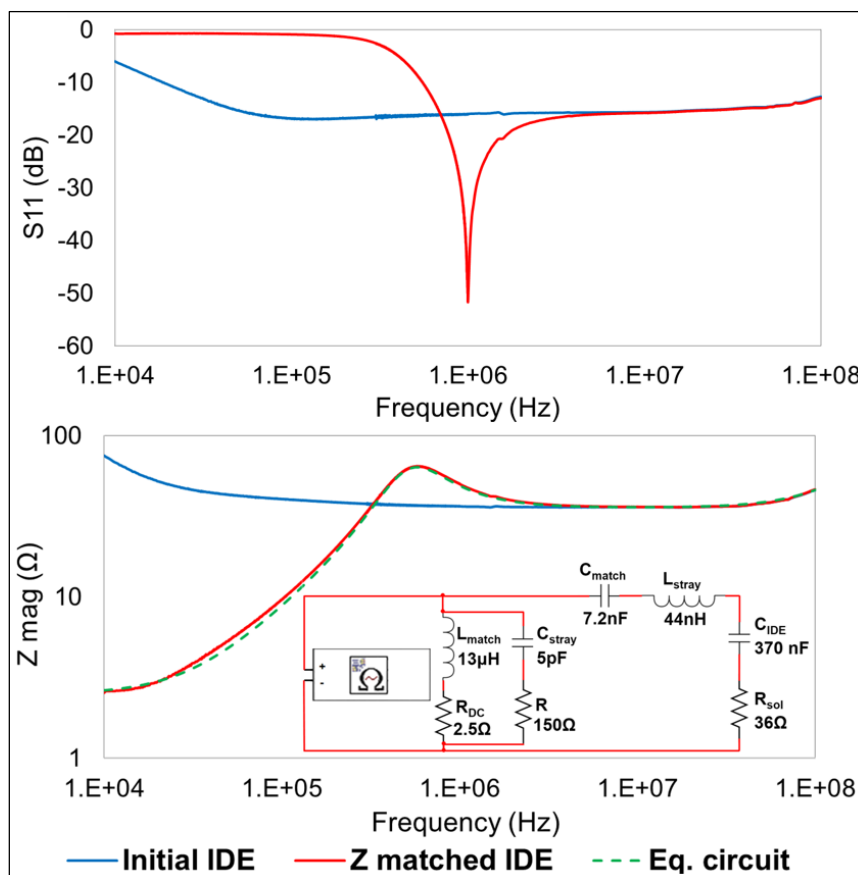 0
-10
-20
-30
-40
-50
-60
S11 (dB)
1.E+04 1.E+05 1.E+06 1.E+07 1.E+08
Frequency (Hz)
100
10
1
Z mag (Ω)
Cmatch
7.2nF
Lstray
44nH
CIDE
370 nF
Rsol
36Ω
Lmatch
13µH
Cstray
5pF
RDC
2.5Ω
R
150Ω
+
-
Ω
1.E+04 1.E+05 1.E+06 1.E+07 1.E+08
Frequency (Hz)
Initial IDE Z matched IDE Eq. circuit